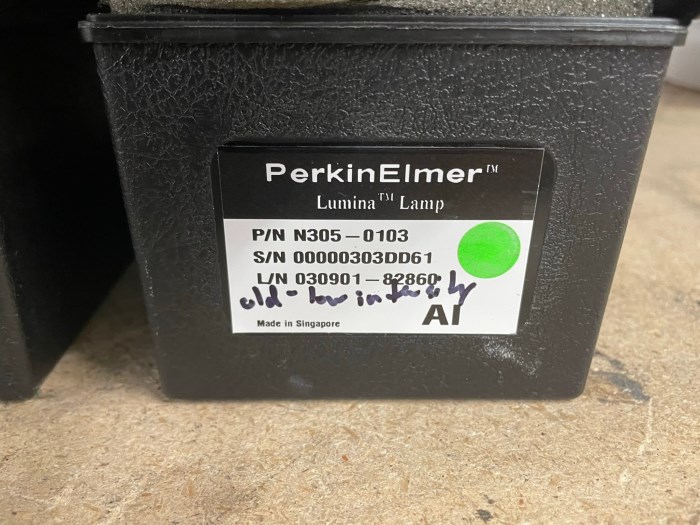 PerkinElmer™
Lumina™ Lamp
P/N N305-0103
S/N 00000303DD61
L/N 030901-82860
old - low intensity
Al
Made in Singapore